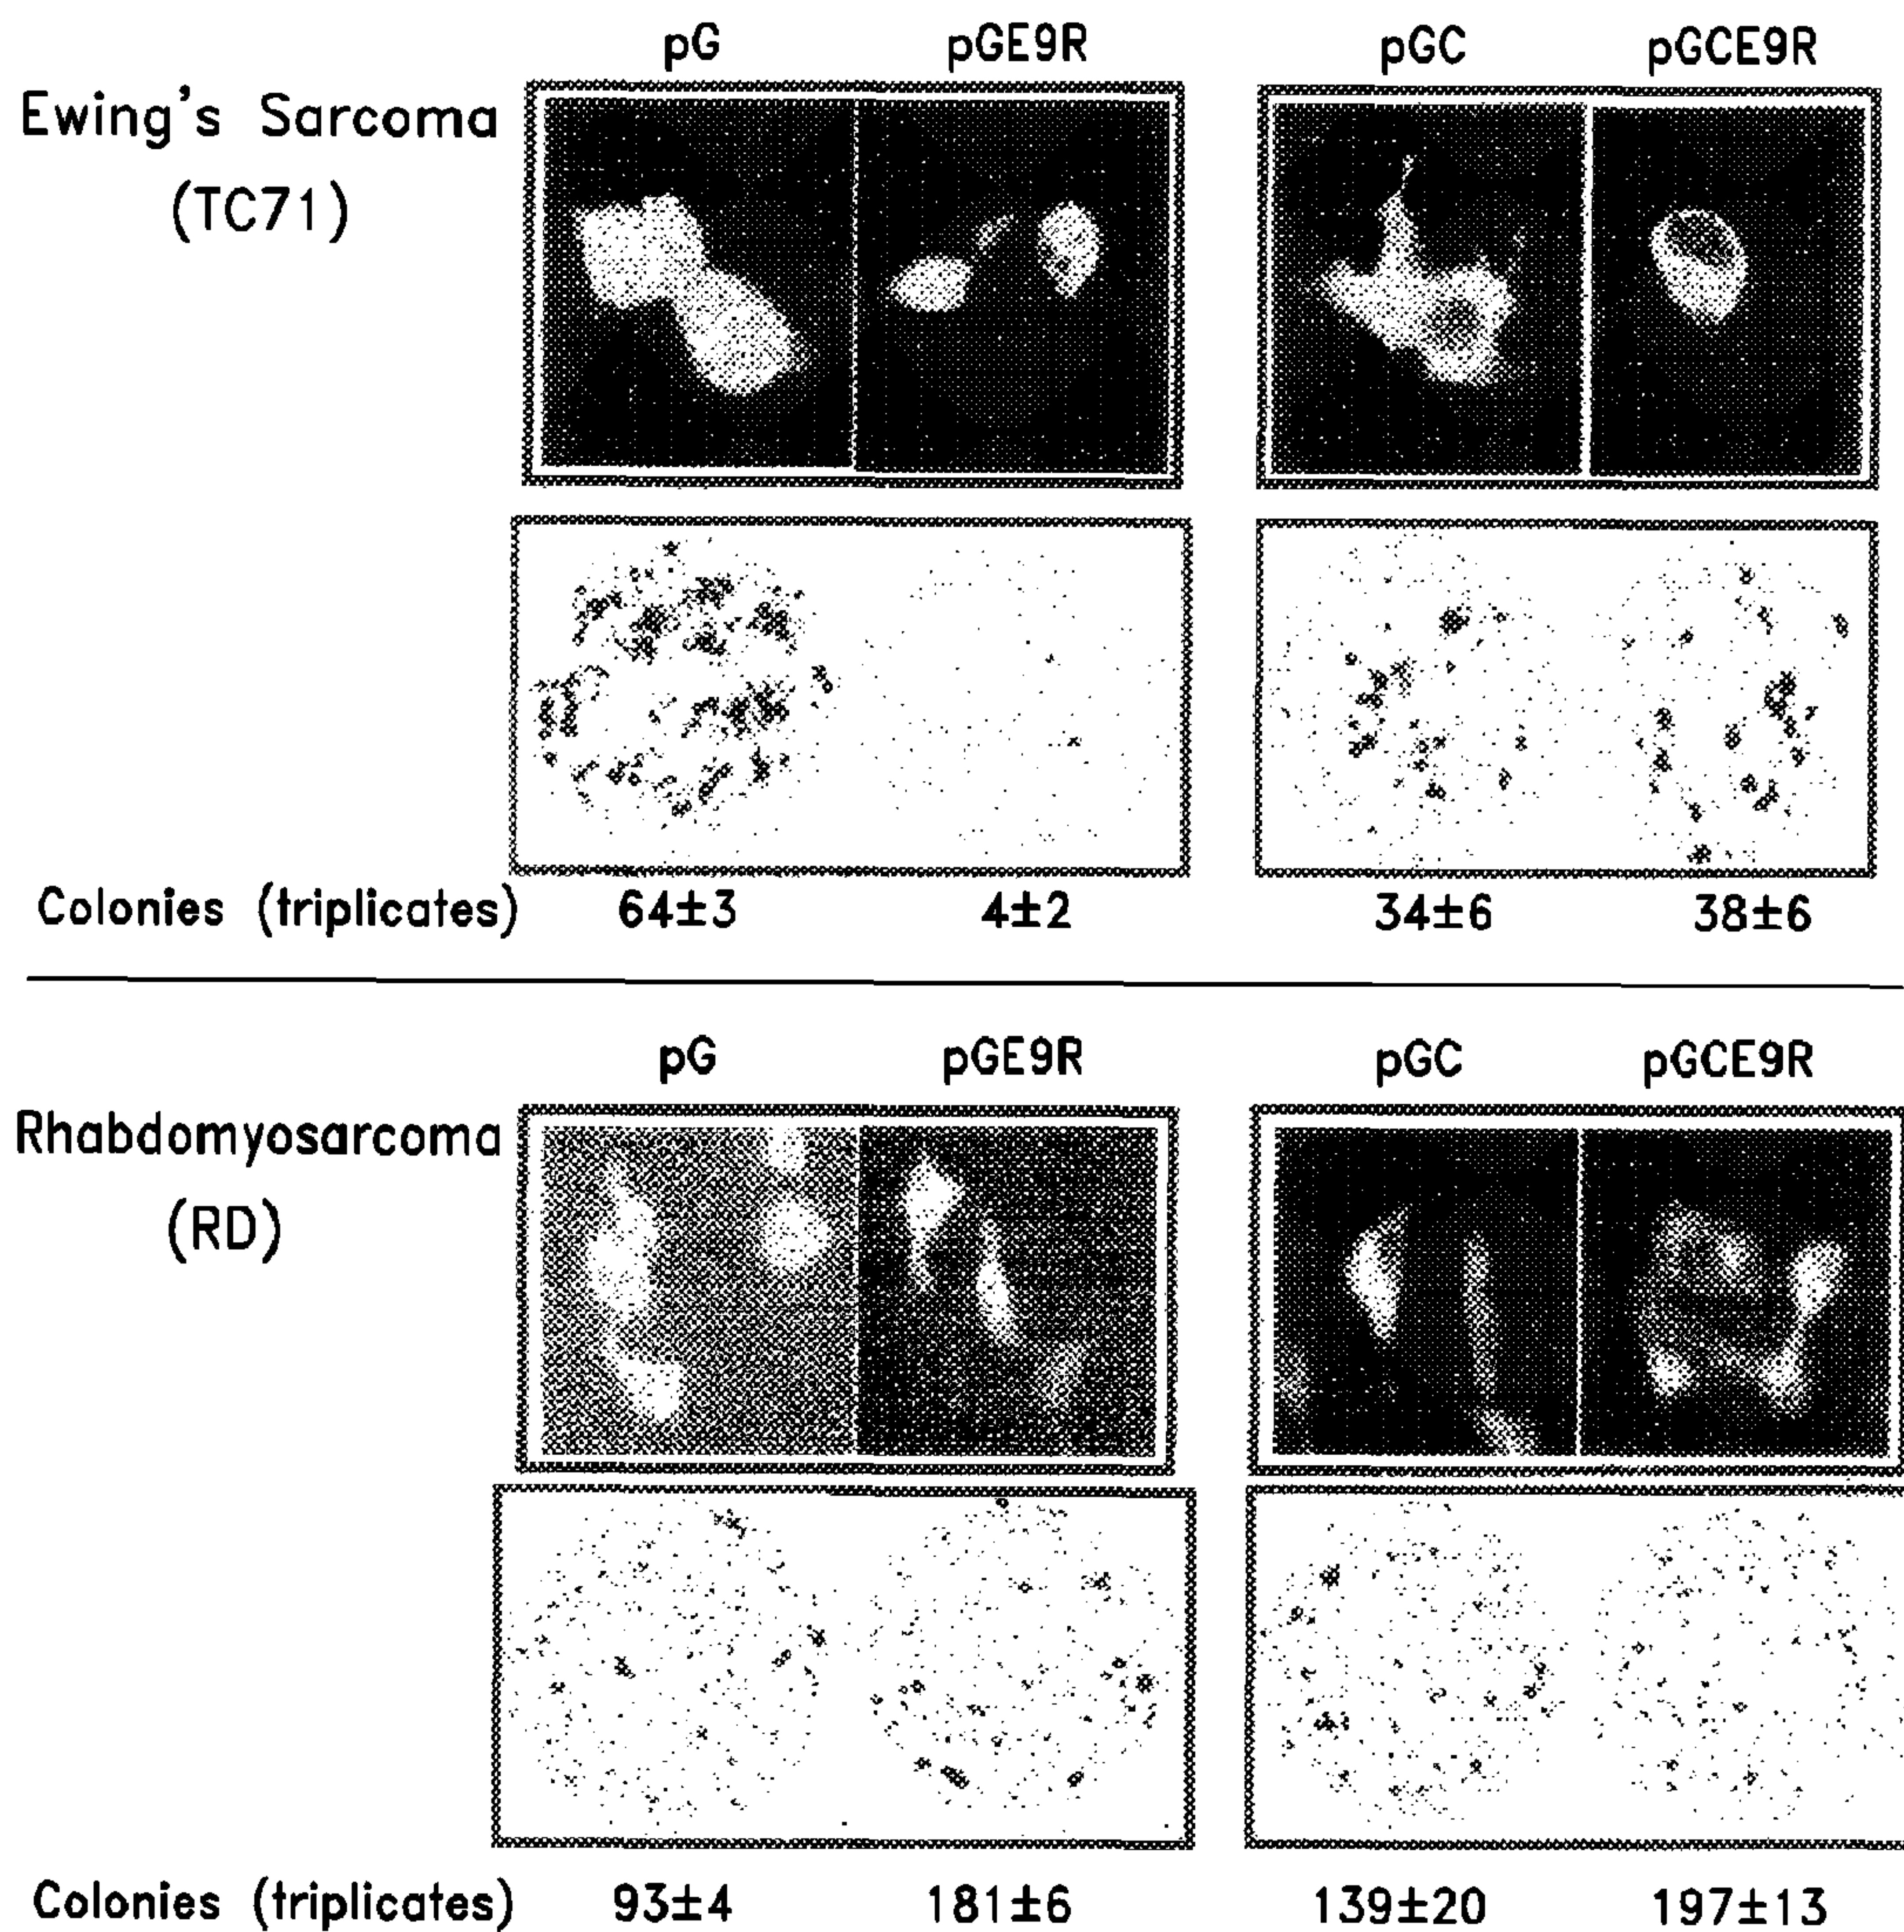 pG pGE9R pGC pGCE9R
Ewing's Sarcoma
(TC71)
Colonies (triplicates) 64±3 4±2 34±6 38±6
pG pGE9R pGC pGCE9R
Rhabdomyosarcoma
(RD)
Colonies (triplicates) 93±4 181±6 139±20 197±13